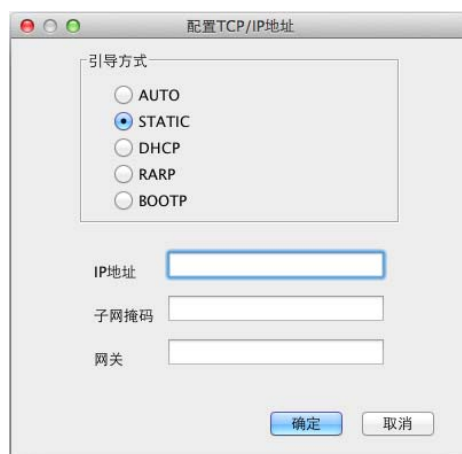 配置TCP/IP地址
引导方式
AUTO
STATIC
DHCP
RARP
BOOTP
IP地址
子网掩码
网关
确定 取消